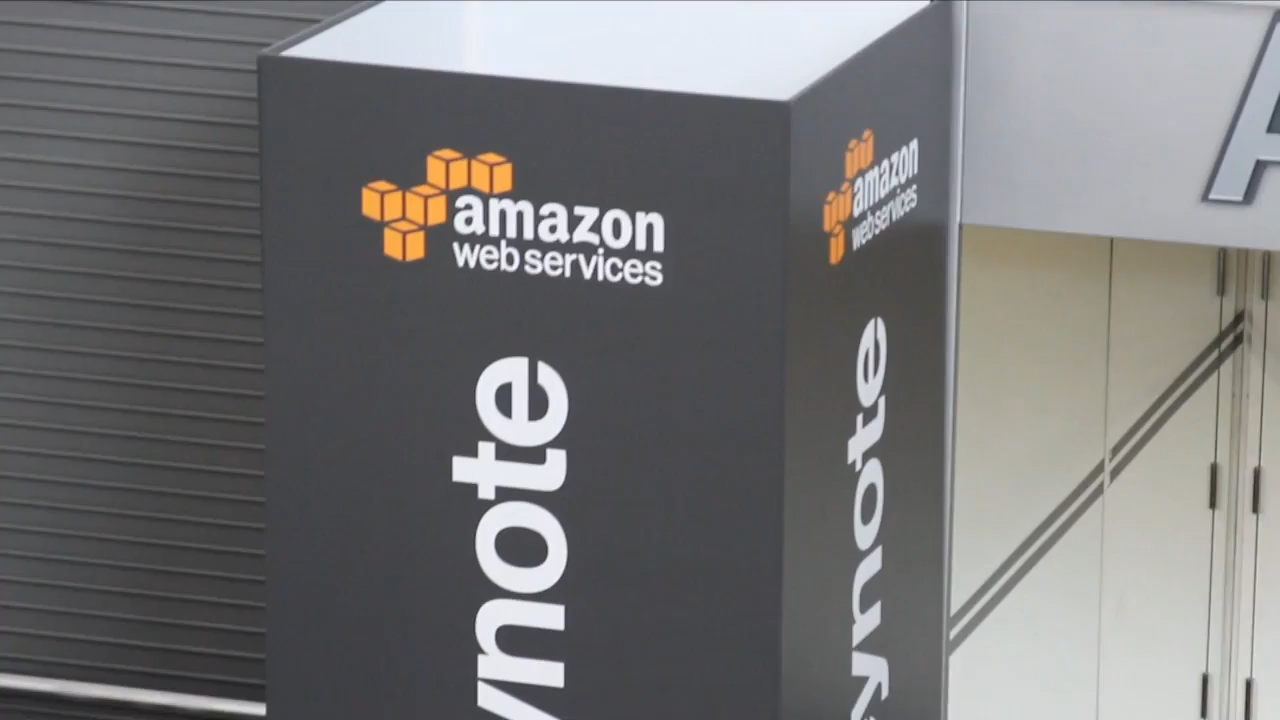 amazon
web services
ynote
amazon
web services
ynote
A